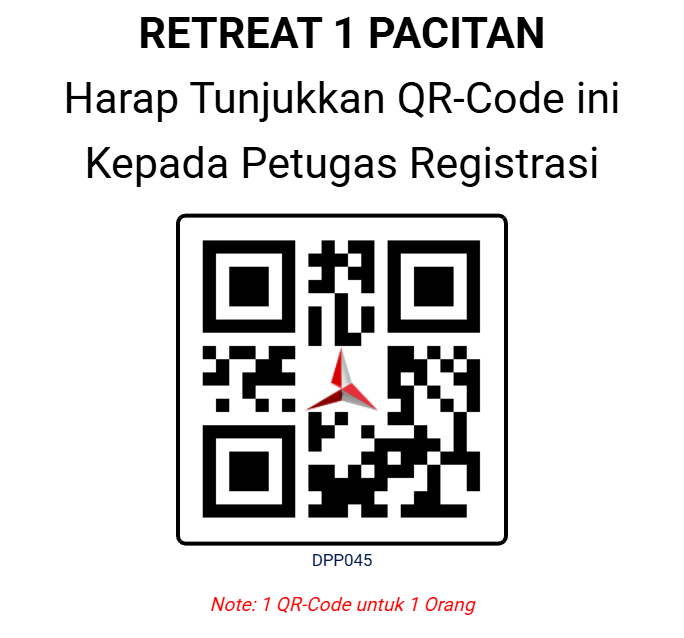 RETREAT 1 PACITAN
Harap Tunjukkan QR-Code ini
Kepada Petugas Registrasi
DPP045
Note: 1 QR-Code untuk 1 Orang